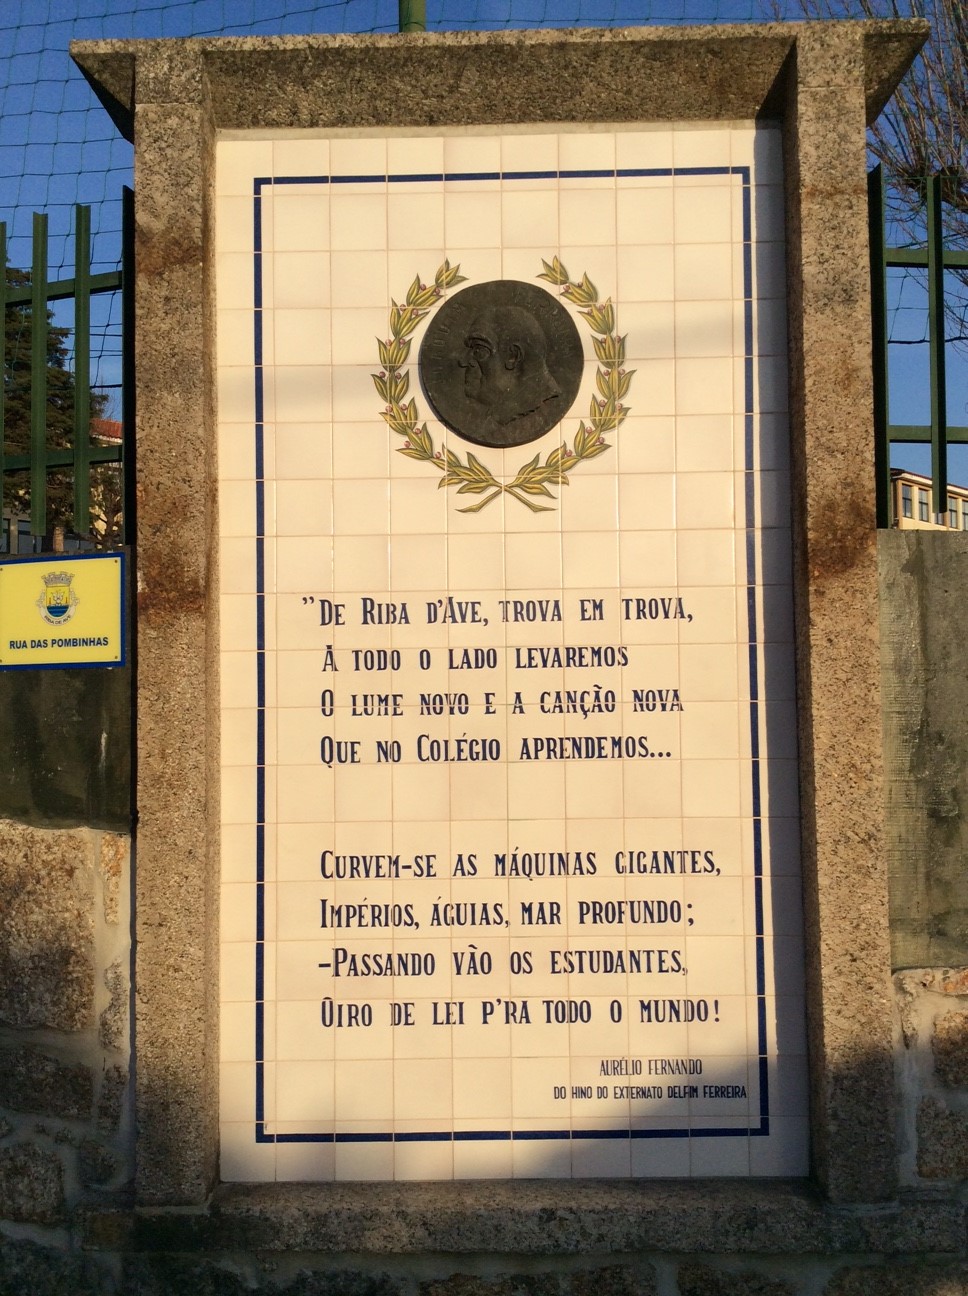 "De Riba d'Ave, trova em trova,
A todo o lado levaremos
O lume novo e a canção nova
Que no Colégio aprendemos...
Curvem-se as máquinas gigantes,
Impérios, águias, mar profundo;
-Passando vão os estudantes,
Oiro de lei p'ra todo o mundo!
Aurélio Fernando
do hino do Externato Delfim Ferreira
RUA DAS POMBINHAS